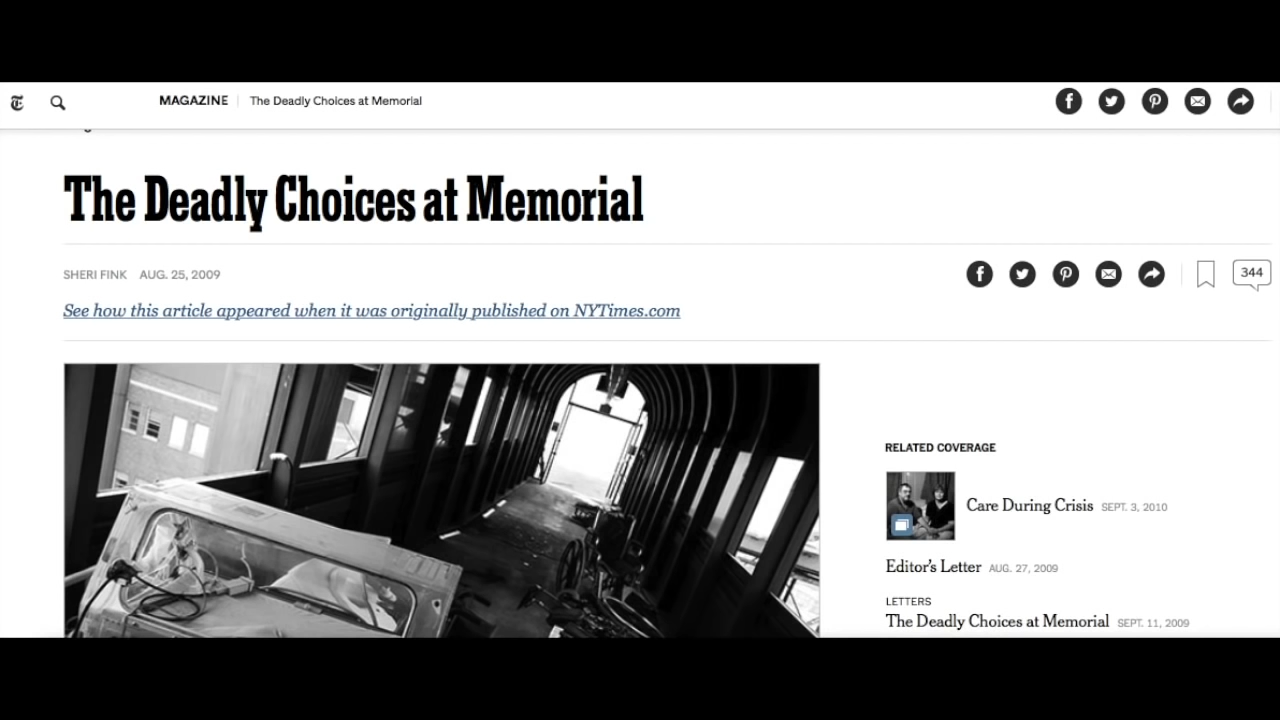 MAGAZINE The Deadly Choices at Memorial
The Deadly Choices at Memorial
SHERI FINK AUG. 25, 2009
344
See how this article appeared when it was originally published on NYTimes.com
RELATED COVERAGE
Care During Crisis SEPT. 3, 2010
Editor's Letter AUG. 27, 2009
LETTERS
The Deadly Choices at Memorial SEPT. 11, 2009